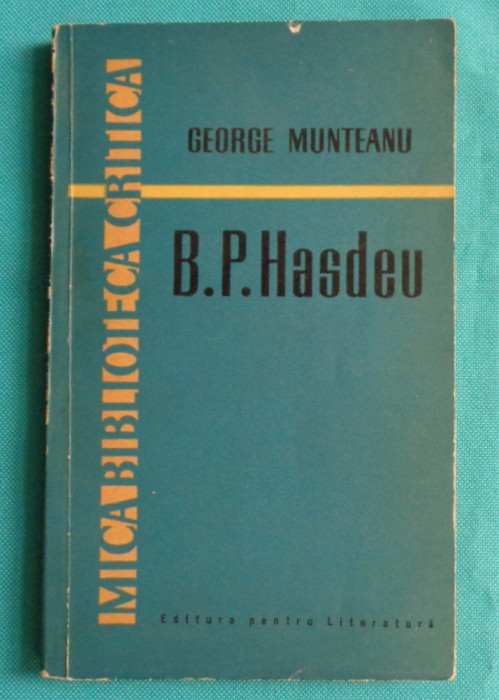 GEORGE MUNTEANU
B.P.Hasdeu
MICA BIBLIOTECA CRITICA
Editura pentru Literatură